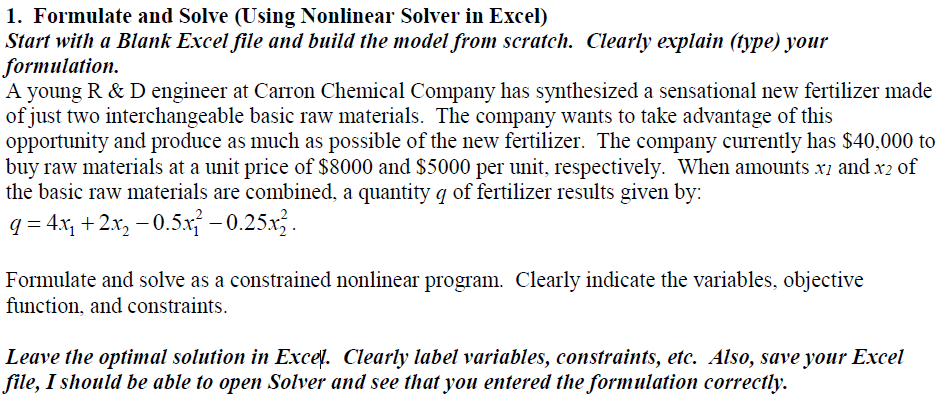 1. Formulate and Solve (Using Nonlinear Solver in Excel)
Start with a Blank Excel file and build the model from scratch. Clearly explain (type) your
formulation.
A young R & D engineer at Carron Chemical Company has synthesized a sensational new fertilizer made
of just two interchangeable basic raw materials. The company wants to take advantage of this
opportunity and produce as much as possible of the new fertilizer. The company currently has $40,000 to
buy raw materials at a unit price of $8000 and $5000 per unit, respectively. When amounts x₁ and x₂ of
the basic raw materials are combined, a quantity q of fertilizer results given by:
q = 4x₁ + 2x₂ − 0.5x₁² − 0.25x₂².
Formulate and solve as a constrained nonlinear program. Clearly indicate the variables, objective
function, and constraints.
Leave the optimal solution in Excel. Clearly label variables, constraints, etc. Also, save your Excel
file, I should be able to open Solver and see that you entered the formulation correctly.